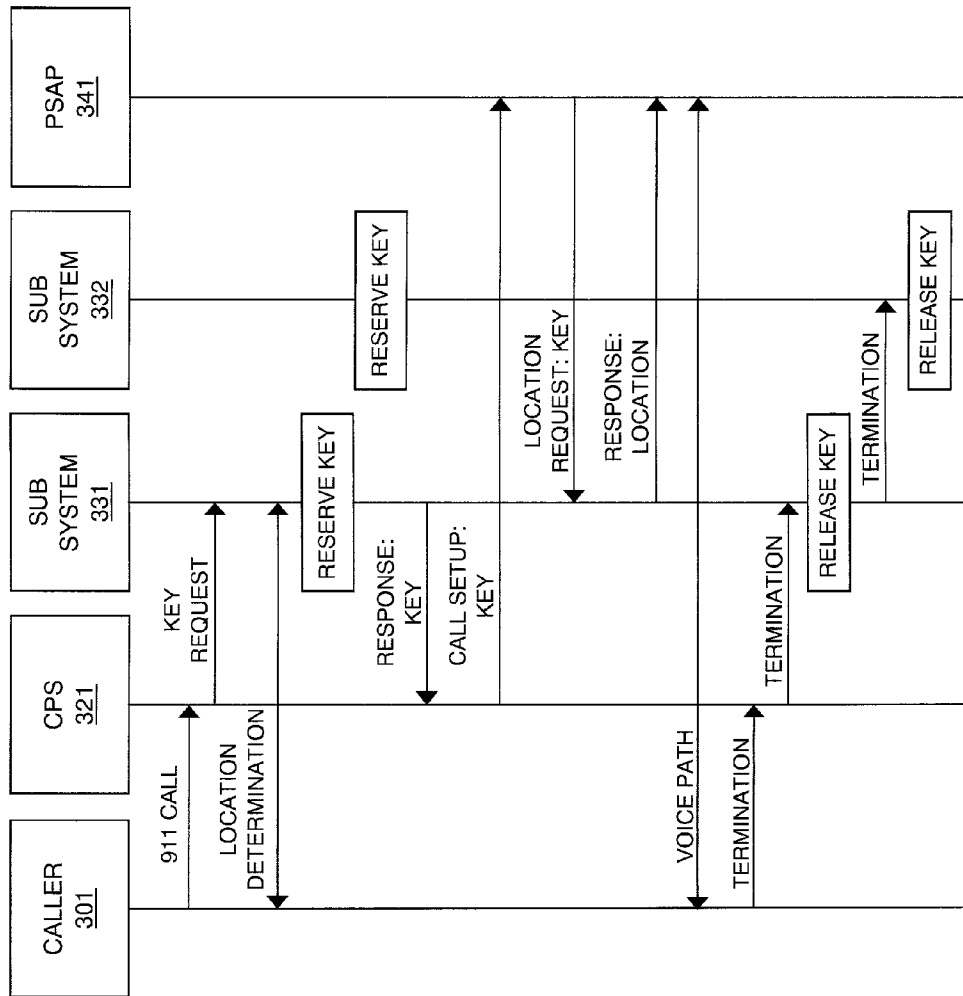 CALLER
301
CPS
321
SUB
SYSTEM
331
SUB
SYSTEM
332
PSAP
341
911 CALL
KEY
REQUEST
LOCATION
DETERMINATION
RESERVE KEY
RESERVE KEY
RESPONSE:
KEY
CALL SETUP:
KEY
LOCATION
REQUEST: KEY
RESPONSE:
LOCATION
VOICE PATH
TERMINATION
TERMINATION
RELEASE KEY
TERMINATION
RELEASE KEY